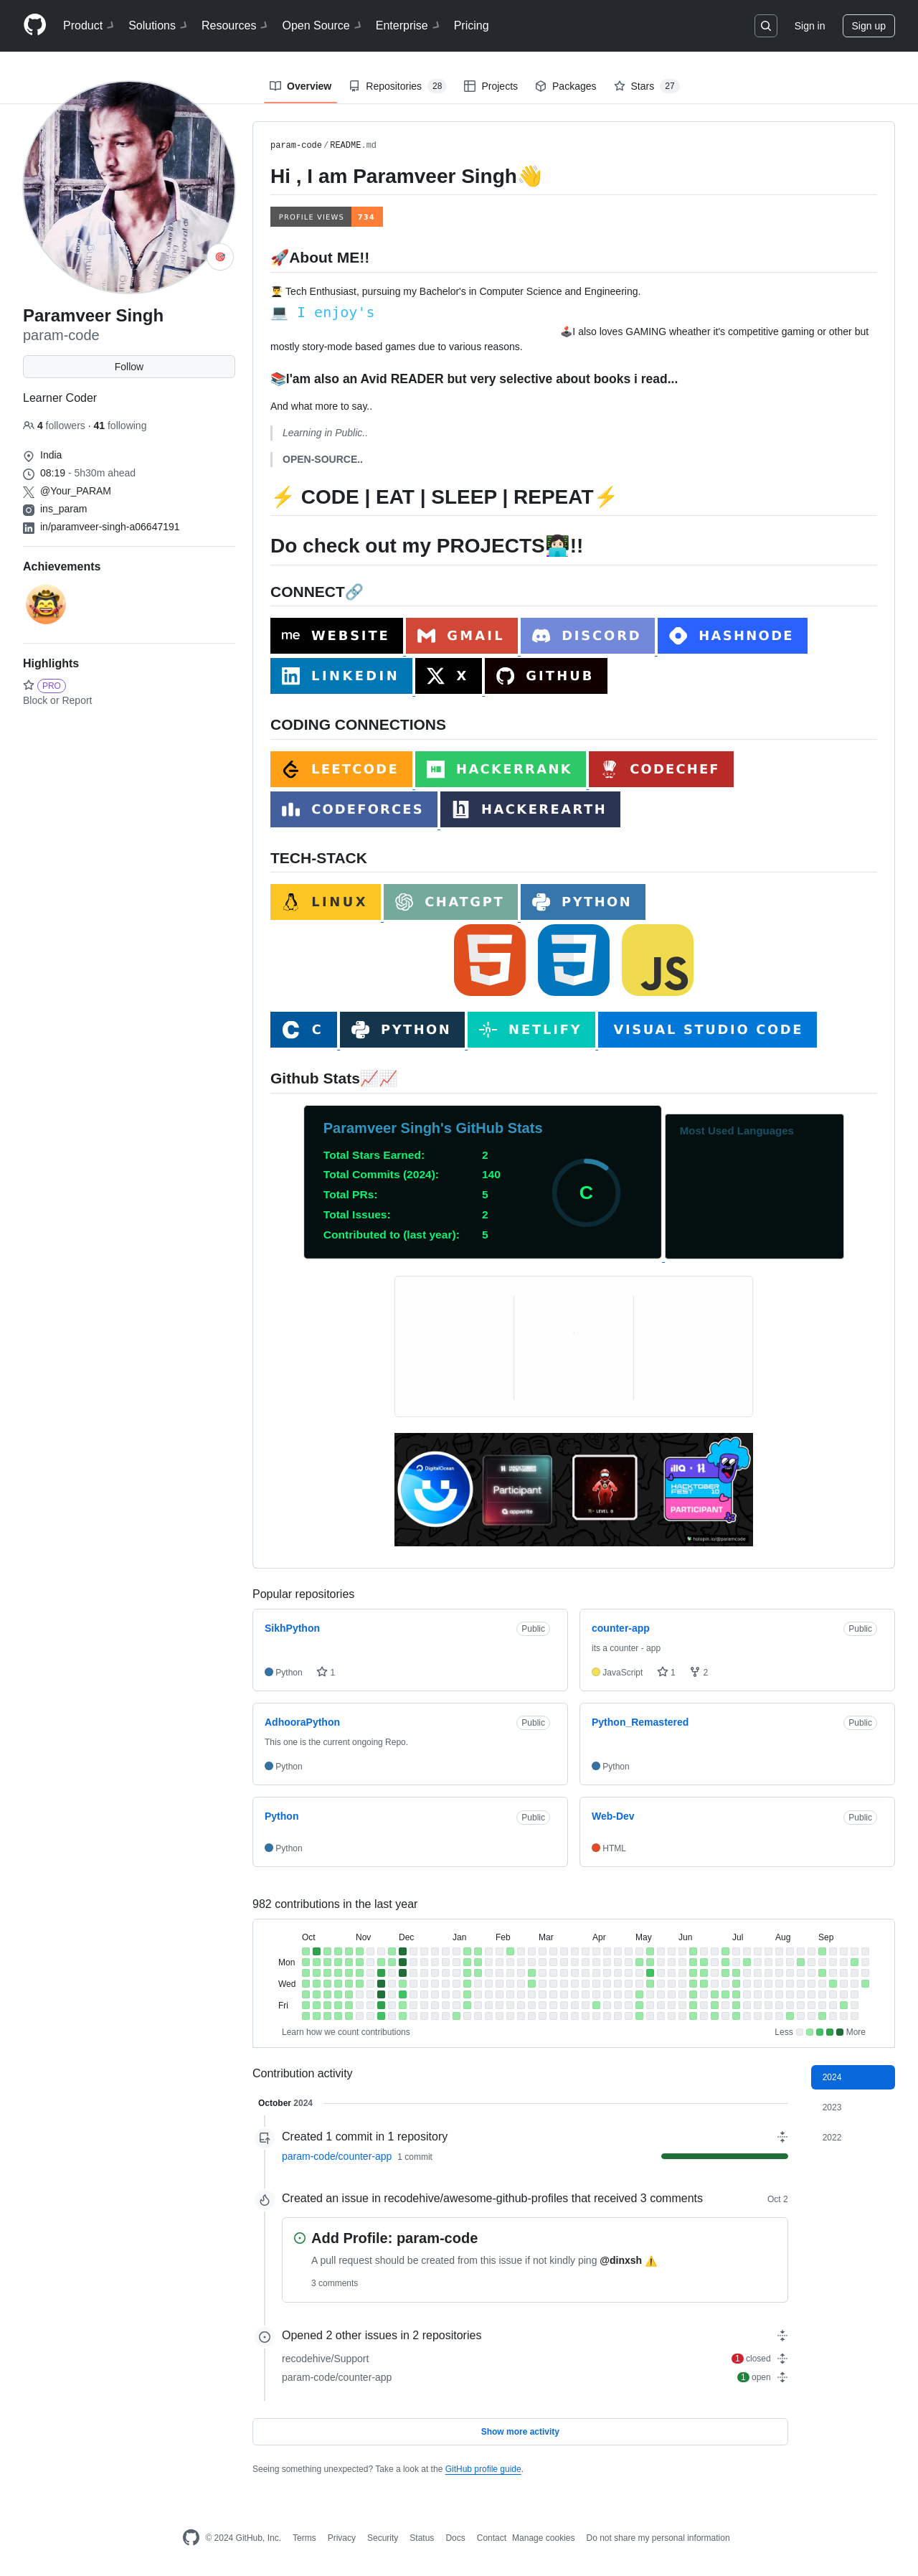 Product Solutions Resources Open Source Enterprise Pricing Sign in Sign up
Overview Repositories 28 Projects Packages Stars 27
Paramveer Singh
param-code
Follow
Learner Coder
4 followers · 41 following
India
08:19 - 5h30m ahead
@Your_PARAM
ins_param
in/paramveer-singh-a06647191
Achievements
Highlights
PRO
Block or Report
param-code/README.md
Hi , I am Paramveer Singh👋
PROFILE VIEWS 734
🚀About ME!!
👨‍🎓 Tech Enthusiast, pursuing my Bachelor's in Computer Science and Engineering.
💻 I enjoy's
🕹️I also loves GAMING wheather it's competitive gaming or other but
mostly story-mode based games due to various reasons.
📚I'am also an Avid READER but very selective about books i read...
And what more to say..
Learning in Public..
OPEN-SOURCE..
⚡ CODE | EAT | SLEEP | REPEAT⚡
Do check out my PROJECTS🧑🏻‍💻!!
CONNECT🔗
me WEBSITE GMAIL DISCORD HASHNODE
LINKEDIN X GITHUB
CODING CONNECTIONS
LEETCODE HACKERRANK CODECHEF
CODEFORCES HACKEREARTH
TECH-STACK
LINUX CHATGPT PYTHON
JS
C PYTHON NETLIFY VISUAL STUDIO CODE
Github Stats📈📈
Paramveer Singh's GitHub Stats
Total Stars Earned: 2
Total Commits (2024): 140
Total PRs: 5
Total Issues: 2
Contributed to (last year): 5
C
Most Used Languages
DigitalOcean
Participant
appwrite
LEVEL 0
HACKTOBER
FEST 10
PARTICIPANT
holopin.io/@paramcode
Popular repositories
SikhPython Public
Python 1
counter-app Public
its a counter - app
JavaScript 1 2
AdhooraPython Public
This one is the current ongoing Repo.
Python
Python_Remastered Public
Python
Python Public
Python
Web-Dev Public
HTML
982 contributions in the last year
Oct Nov Dec Jan Feb Mar Apr May Jun Jul Aug Sep
Mon
Wed
Fri
Learn how we count contributions Less More
Contribution activity
2024
2023
2022
October 2024
Created 1 commit in 1 repository
param-code/counter-app 1 commit
Created an issue in recodehive/awesome-github-profiles that received 3 comments Oct 2
Add Profile: param-code
A pull request should be created from this issue if not kindly ping @dinxsh ⚠️
3 comments
Opened 2 other issues in 2 repositories
recodehive/Support 1 closed
param-code/counter-app 1 open
Show more activity
Seeing something unexpected? Take a look at the GitHub profile guide.
© 2024 GitHub, Inc. Terms Privacy Security Status Docs Contact Manage cookies Do not share my personal information